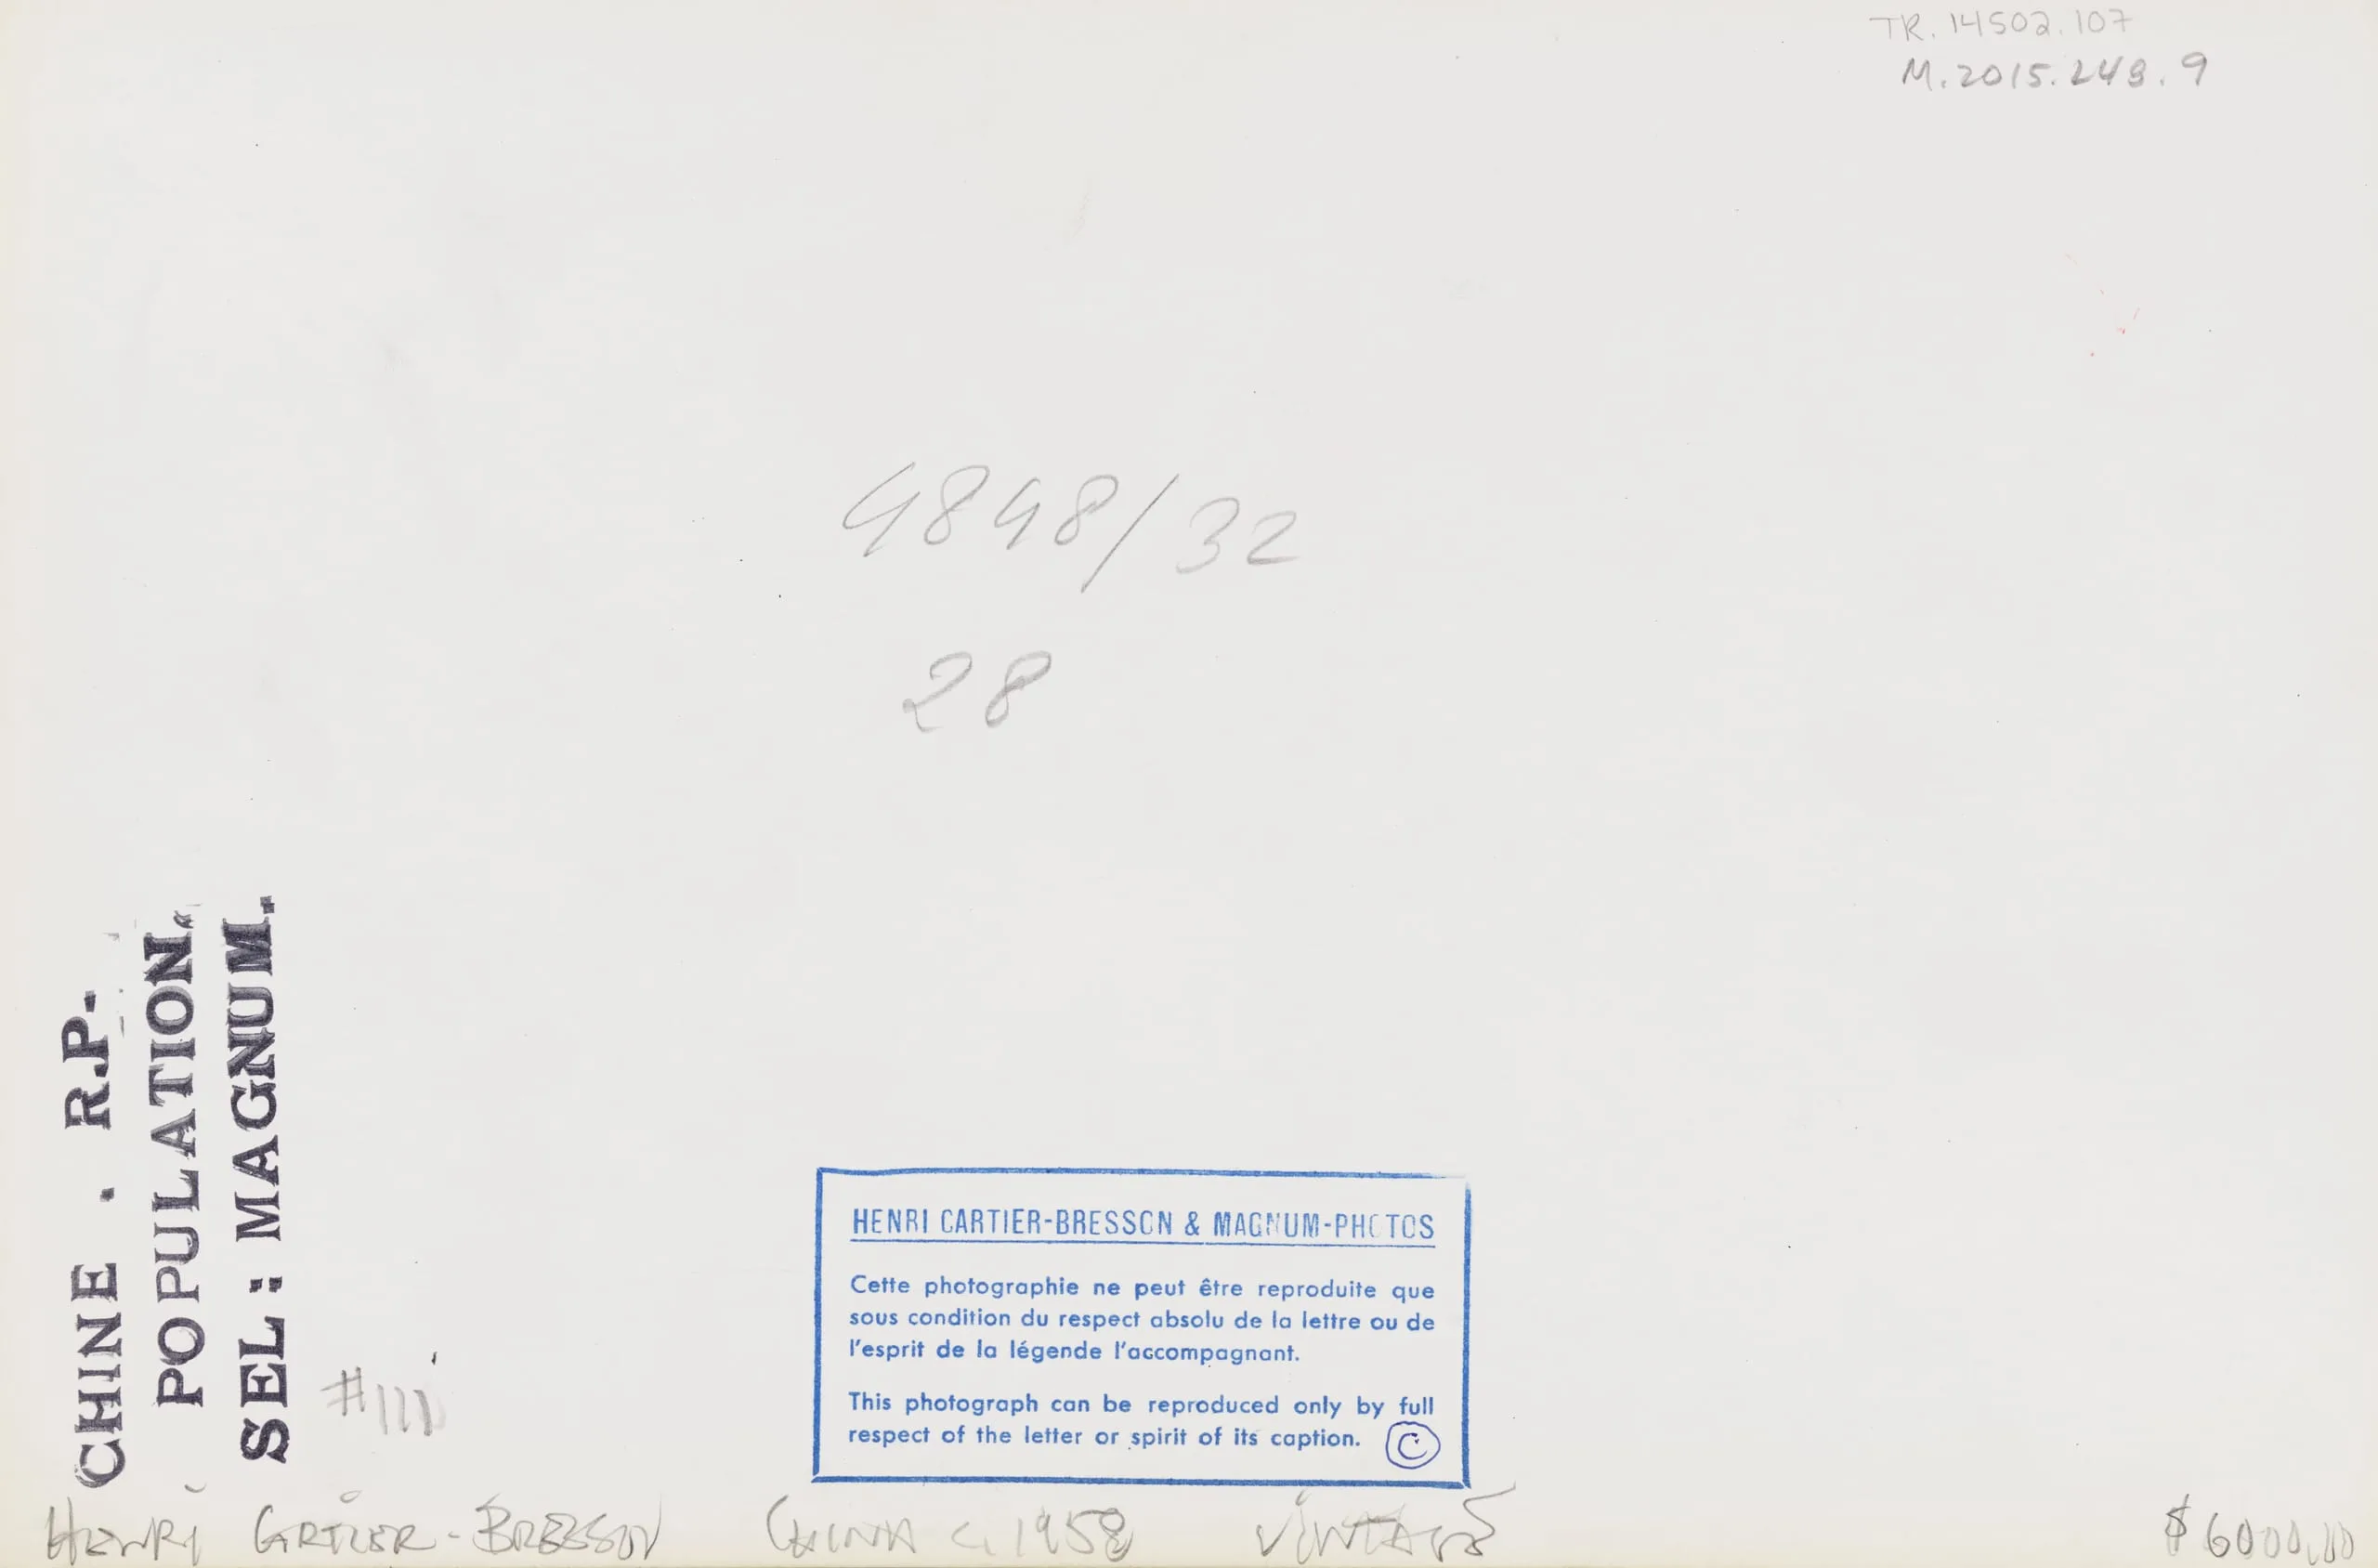 TR. 14502.107
M.2015.248.9
9898/32
28
CHINE . R.P-
POPULATION.
SEL : MAGNUM.
#111
HENRI CARTIER-BRESSON & MAGNUM-PHOTOS
Cette photographie ne peut être reproduite que
sous condition du respect absolu de la lettre ou de
l'esprit de la légende l'accompagnant.
This photograph can be reproduced only by full
respect of the letter or spirit of its caption. ©
HENRI CARTIER-BRESSON CHINA c. 1958 VINTAGE $6000.00